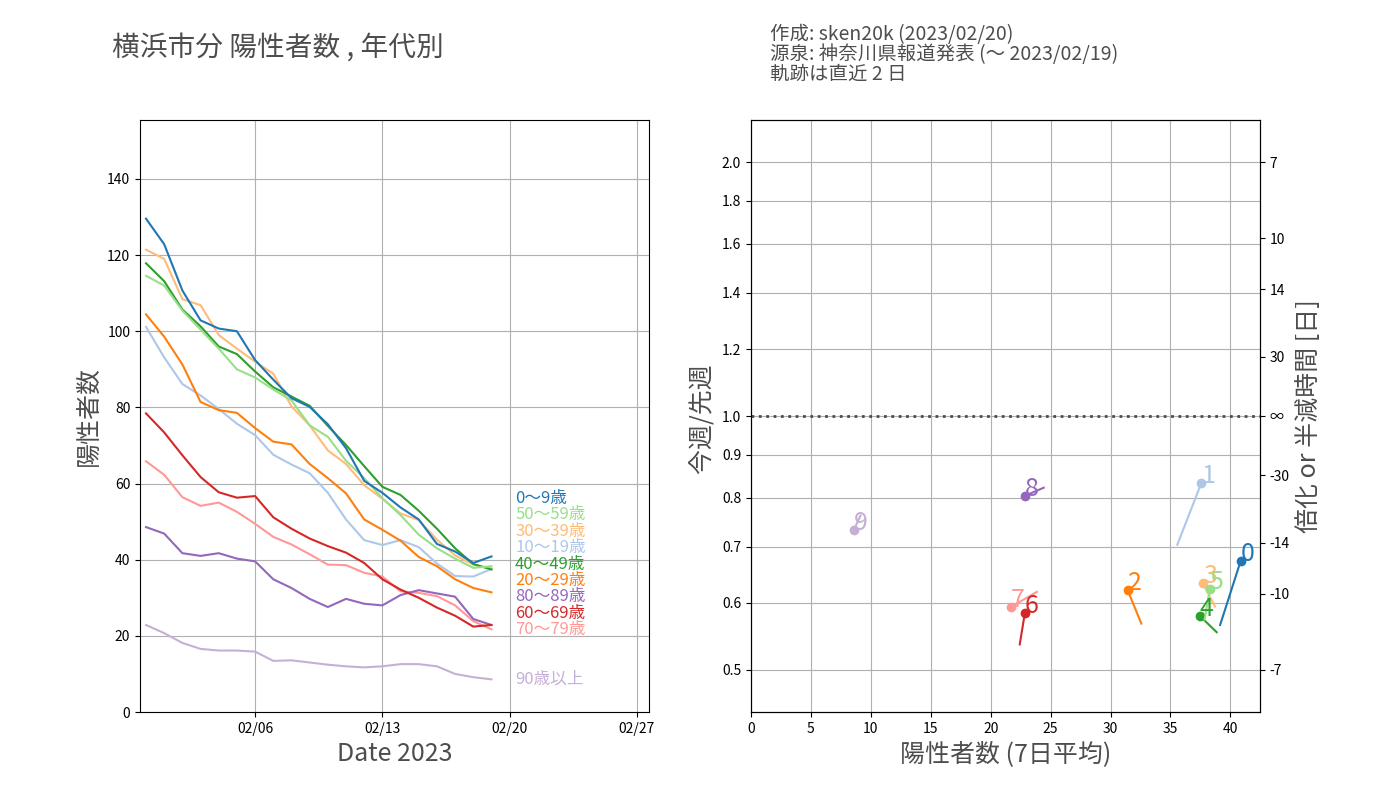 横浜市分 陽性者数 , 年代別
作成: sken20k (2023/02/20)
源泉: 神奈川県報道発表 (〜 2023/02/19)
軌跡は直近 2 日
陽性者数
140
120
100
80
60
40
20
0
0〜9歳
50〜59歳
30〜39歳
10〜19歳
40〜49歳
20〜29歳
80〜89歳
60〜69歳
70〜79歳
90歳以上
02/06 02/13 02/20 02/27
Date 2023
今週/先週
2.0
1.8
1.6
1.4
1.2
1.0
0.9
0.8
0.7
0.6
0.5
1
8
9
0
3
5
2
7
6
4
7
10
14
30
∞
-30
-14
-10
-7
倍化 or 半減時間 [日]
0 5 10 15 20 25 30 35 40
陽性者数 (7日平均)